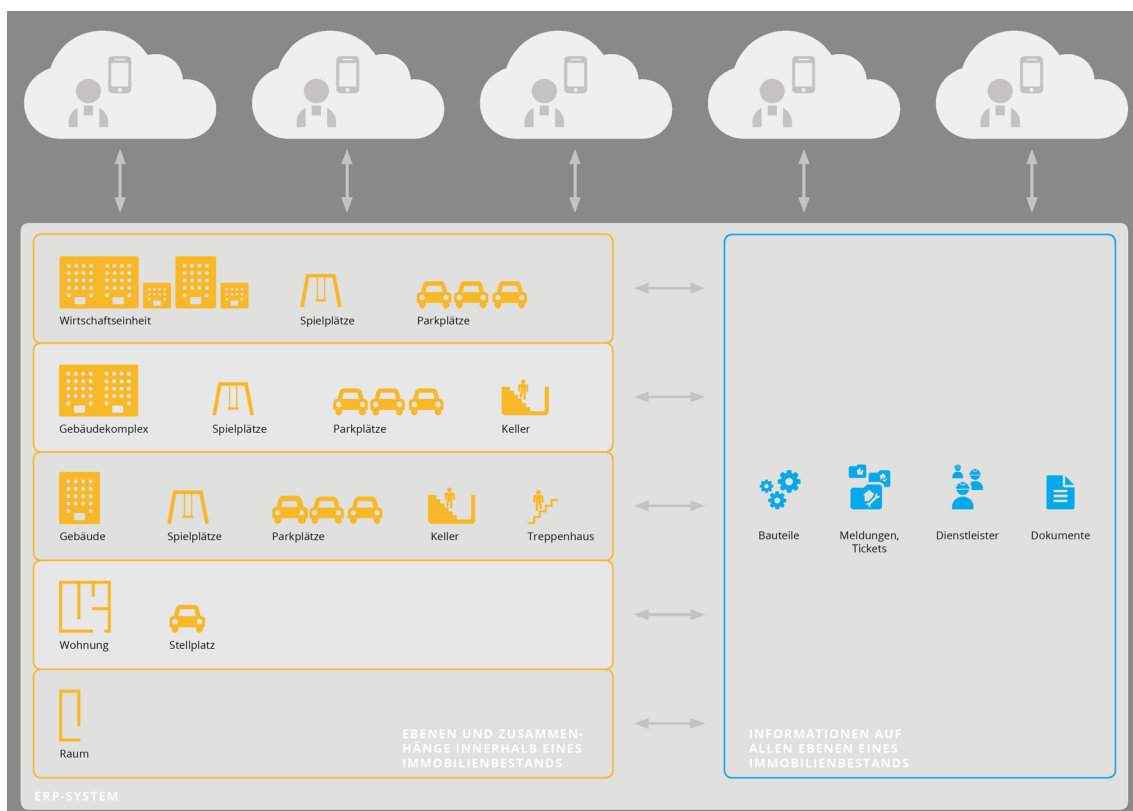 Wirtschaftseinheit
Spielplätze
Parkplätze
Gebäudekomplex
Spielplätze
Parkplätze
Keller
Gebäude
Spielplätze
Parkplätze
Keller
Treppenhaus
Wohnung
Stellplatz
Raum
EBENEN UND ZUSAMMEN-
HÄNGE INNERHALB EINES
IMMOBILIENBESTANDS
Bauteile
Meldungen,
Tickets
Dienstleister
Dokumente
INFORMATIONEN AUF
ALLEN EBENEN EINES
IMMOBILIENBESTANDS
ERP-SYSTEM